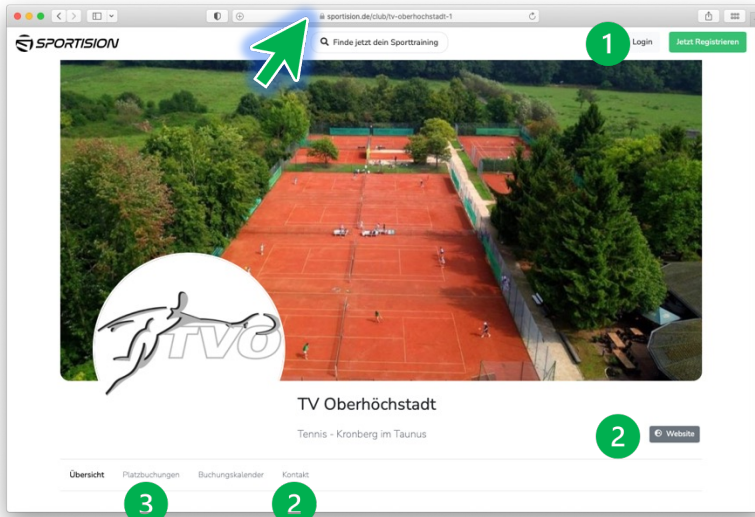 sportision.de/club/tv-oberhochstadt-1
SPORTISION
Finde jetzt dein Sporttraining
1
Login
Jetzt Registrieren
TVO
TV Oberhöchstadt
Tennis - Kronberg im Taunus
2
Website
Übersicht
Platzbuchungen
Buchungskalender
Kontakt
3
2